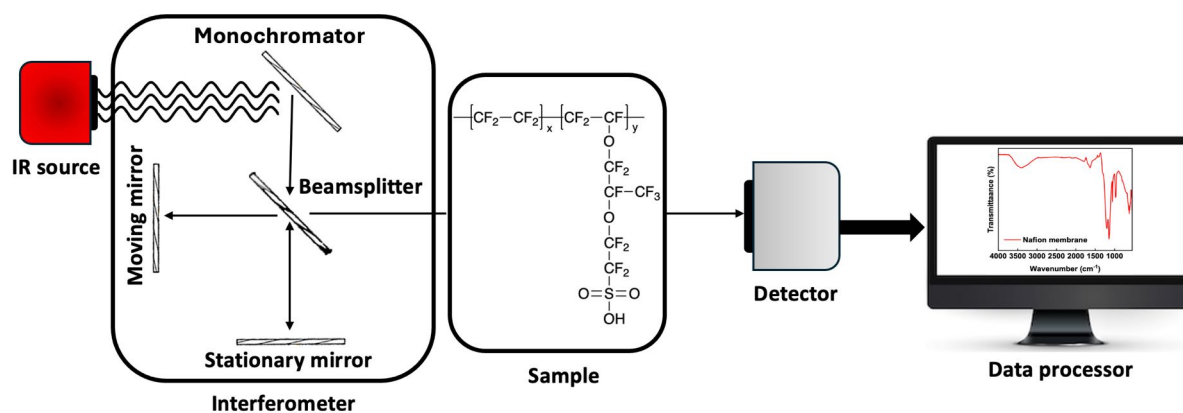 Monochromator
IR source
Moving mirror
Beamsplitter
Stationary mirror
Interferometer
[CF2–CF2]x[CF2–CF]y
O
CF2
CF–CF3
O
CF2
CF2
O=S=O
OH
Sample
Detector
Transmittaance (%)
Nafion membrane
4000 3500 3000 2500 2000 1500 1000
Wavenumber (cm-1)
Data processor